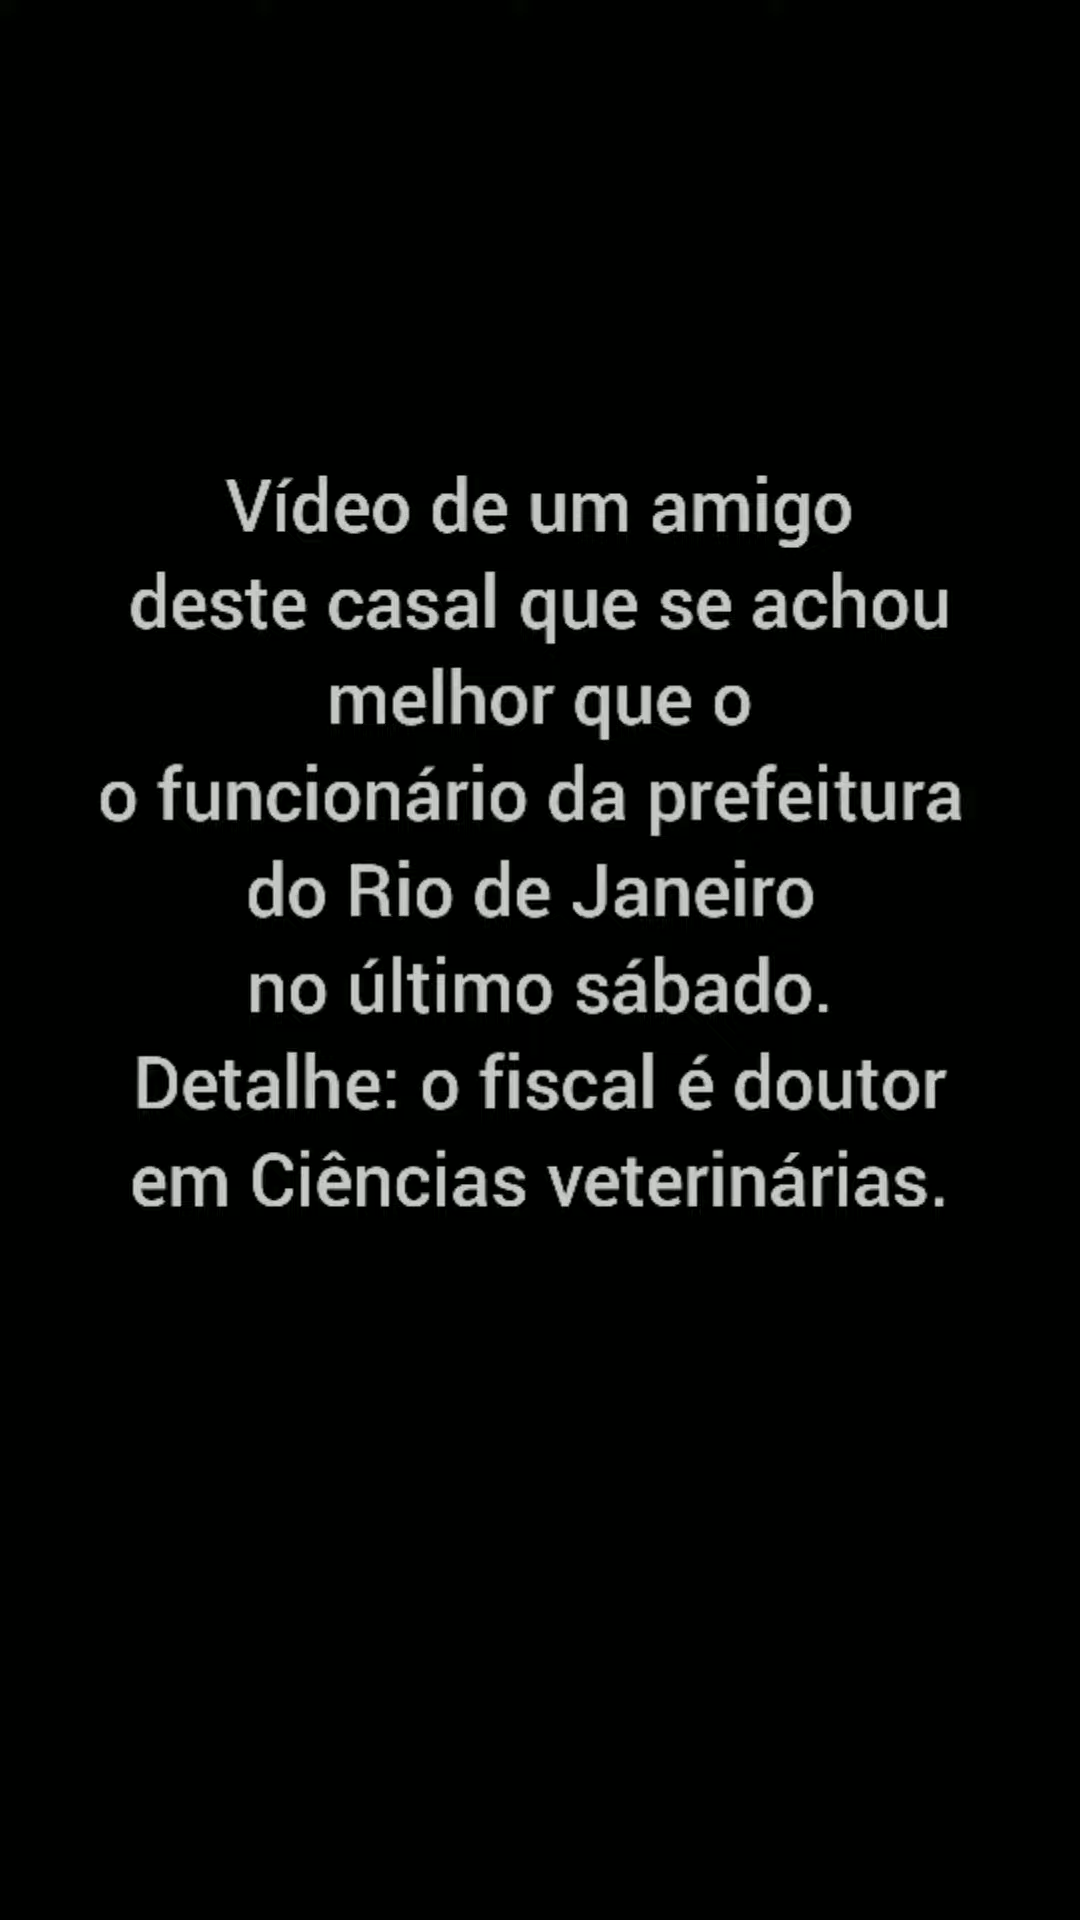 Vídeo de um amigo
deste casal que se achou
melhor que o
o funcionário da prefeitura
do Rio de Janeiro
no último sábado.
Detalhe: o fiscal é doutor
em Ciências veterinárias.